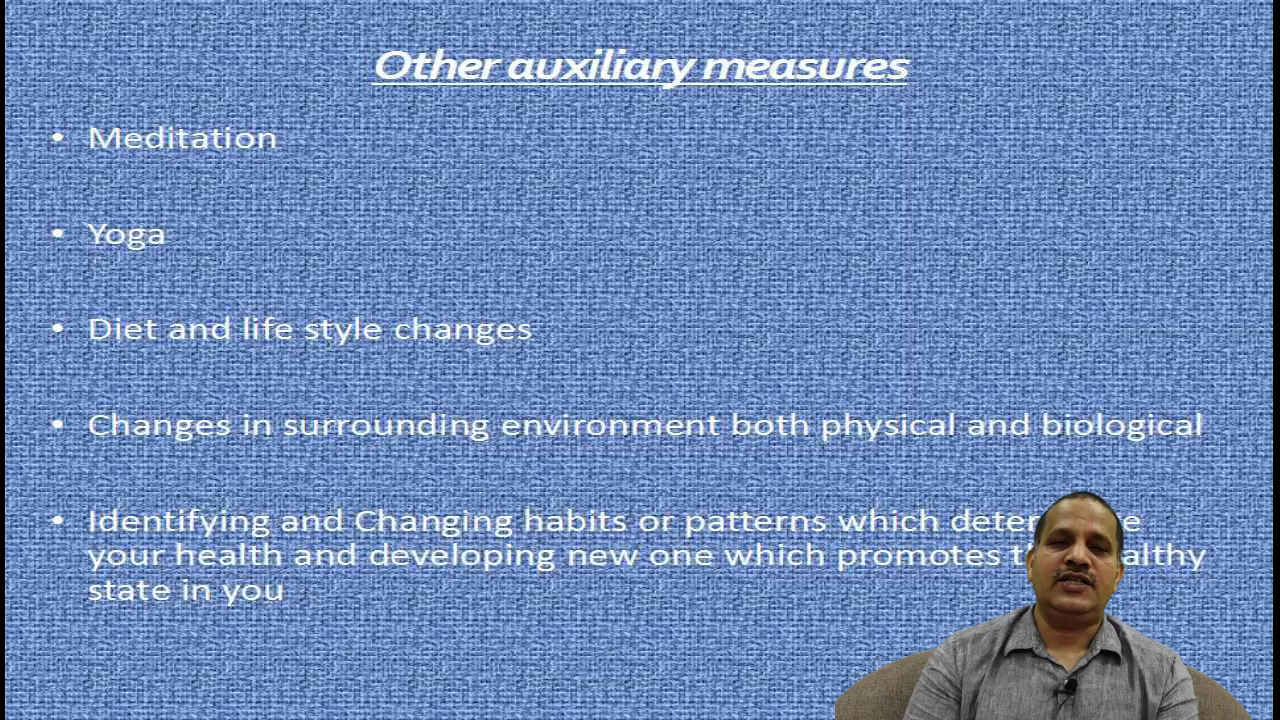 Other auxiliary measures
• Meditation
• Yoga
• Diet and life style changes
• Changes in surrounding environment both physical and biological
• Identifying and Changing habits or patterns which
your health and developing new one which promotes
state in you